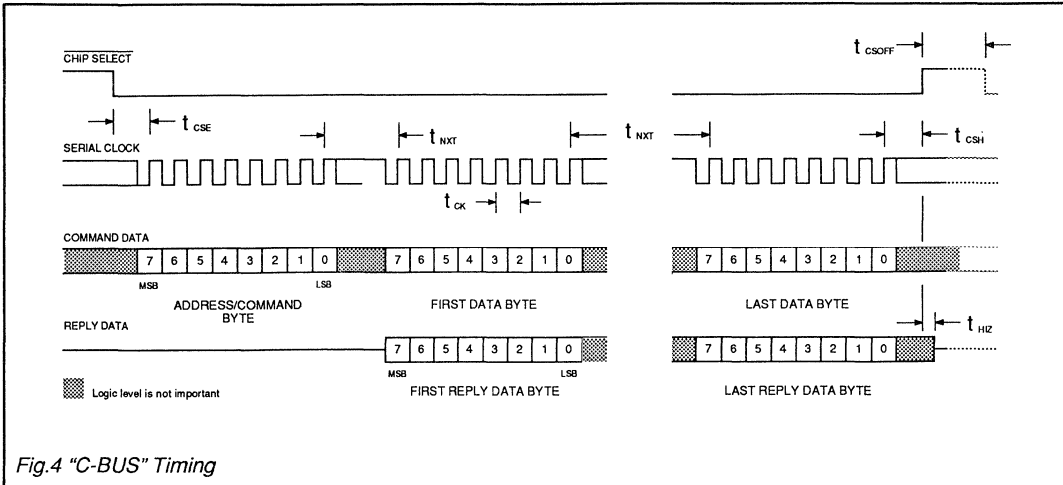 t CSOFF
CHIP SELECT
t CSE
t NXT
t NXT
t CSH
SERIAL CLOCK
t CK
COMMAND DATA
7 6 5 4 3 2 1 0 7 6 5 4 3 2 1 0 7 6 5 4 3 2 1 0
MSB LSB
ADDRESS/COMMAND BYTE
FIRST DATA BYTE
LAST DATA BYTE
REPLY DATA
t HIZ
7 6 5 4 3 2 1 0 7 6 5 4 3 2 1 0
MSB LSB
Logic level is not important
FIRST REPLY DATA BYTE
LAST REPLY DATA BYTE
Fig.4 “C-BUS” Timing